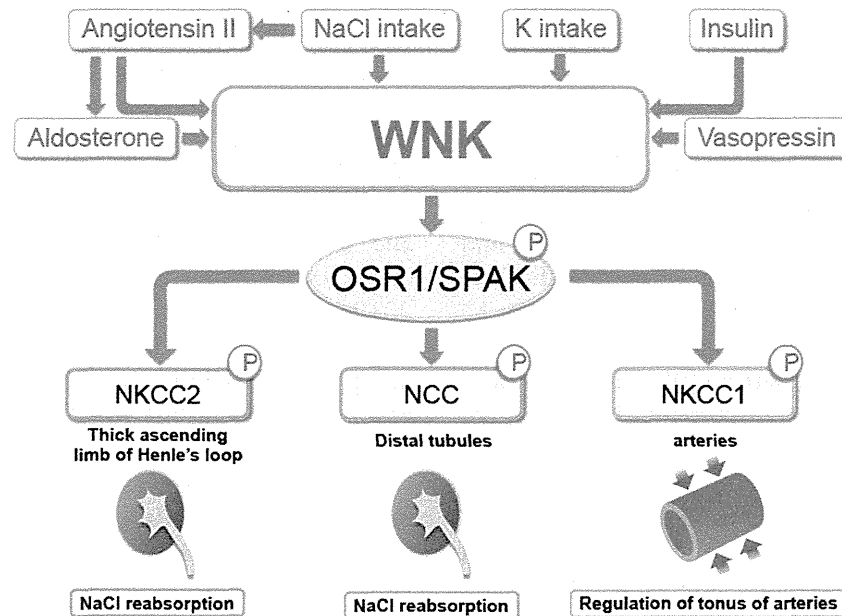 Angiotensin II
NaCl intake
K intake
Insulin
Aldosterone
WNK
Vasopressin
P
OSR1/SPAK
P
NKCC2
P
NCC
P
NKCC1
Thick ascending
limb of Henle's loop
Distal tubules
arteries
NaCl reabsorption
NaCl reabsorption
Regulation of tonus of arteries